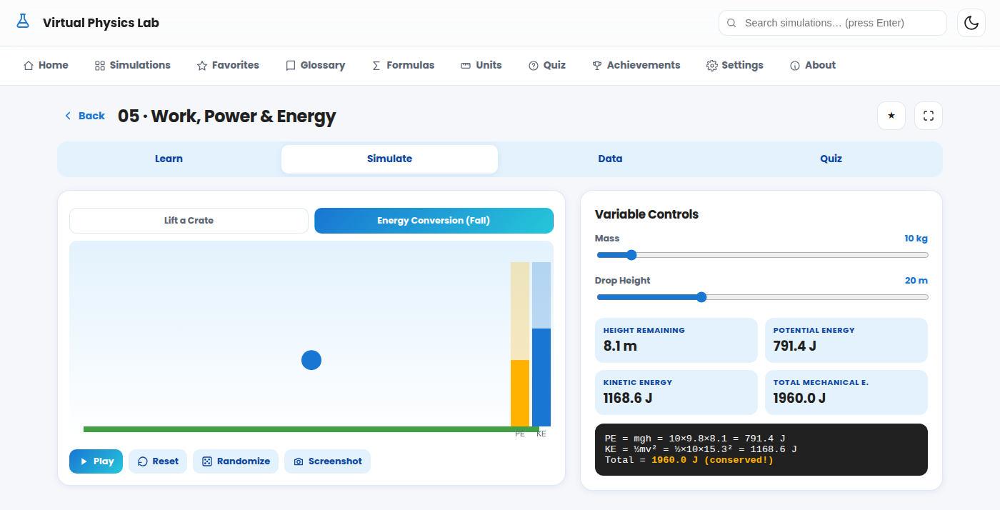 Virtual Physics Lab
Search simulations… (press Enter)
Home
Simulations
Favorites
Glossary
Formulas
Units
Quiz
Achievements
Settings
About
Back
05 · Work, Power & Energy
Learn
Simulate
Data
Quiz
Lift a Crate
Energy Conversion (Fall)
PE
KE
Play
Reset
Randomize
Screenshot
Variable Controls
Mass
10 kg
Drop Height
20 m
HEIGHT REMAINING
8.1 m
POTENTIAL ENERGY
791.4 J
KINETIC ENERGY
1168.6 J
TOTAL MECHANICAL E.
1960.0 J
PE = mgh = 10×9.8×8.1 = 791.4 J
KE = ½mv² = ½×10×15.3² = 1168.6 J
Total = 1960.0 J (conserved!)